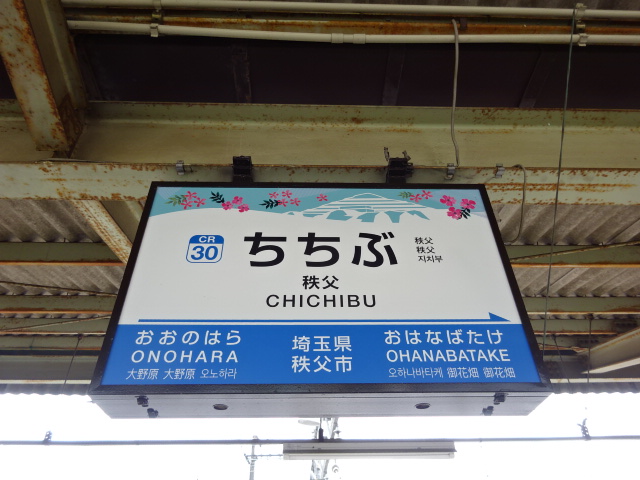 CR
30
ちちぶ
秩父
秩父
지치부
秩父
CHICHIBU
おおのはら
ONOHARA
大野原 大野原 오노하라
埼玉県
秩父市
おはなばたけ
OHANABATAKE
오하나바타케 御花畑 御花畑